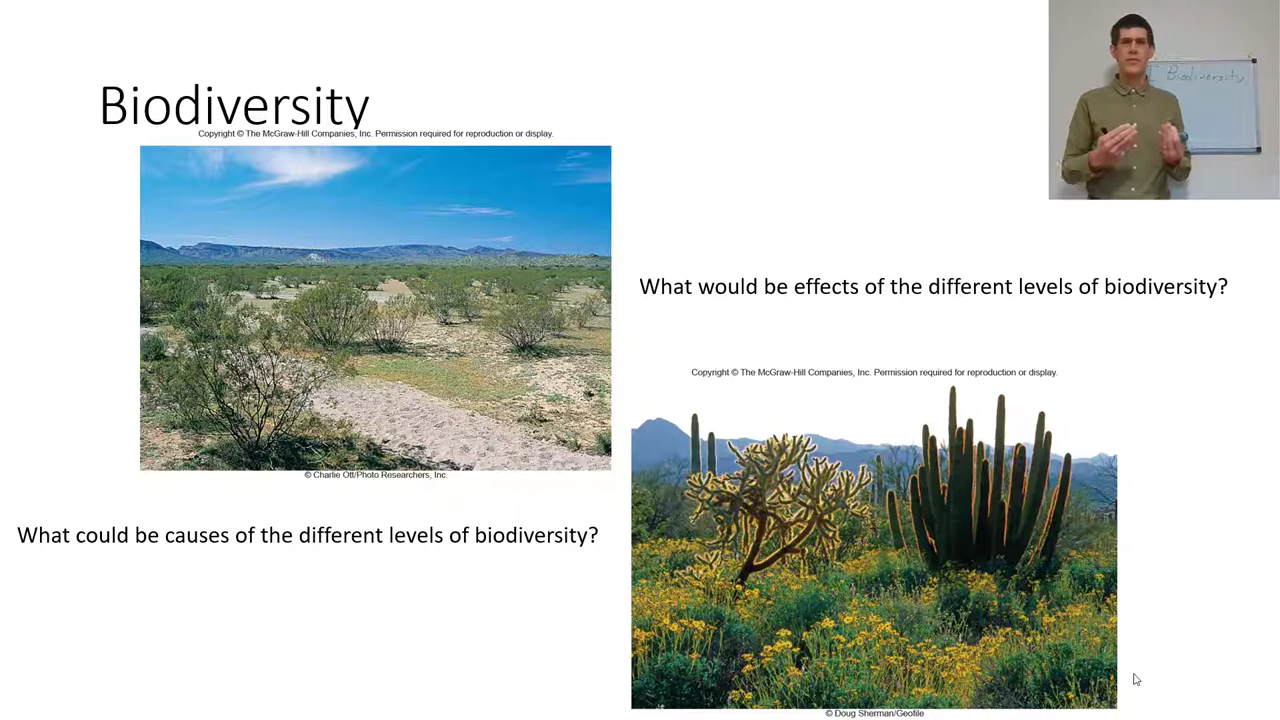 Biodiversity
Copyright © The McGraw-Hill Companies, Inc. Permission required for reproduction or display.
© Charlie Ott/Photo Researchers, Inc.
What could be causes of the different levels of biodiversity?
I Biodiversity
What would be effects of the different levels of biodiversity?
Copyright © The McGraw-Hill Companies, Inc. Permission required for reproduction or display.
© Doug Sherman/Geofile